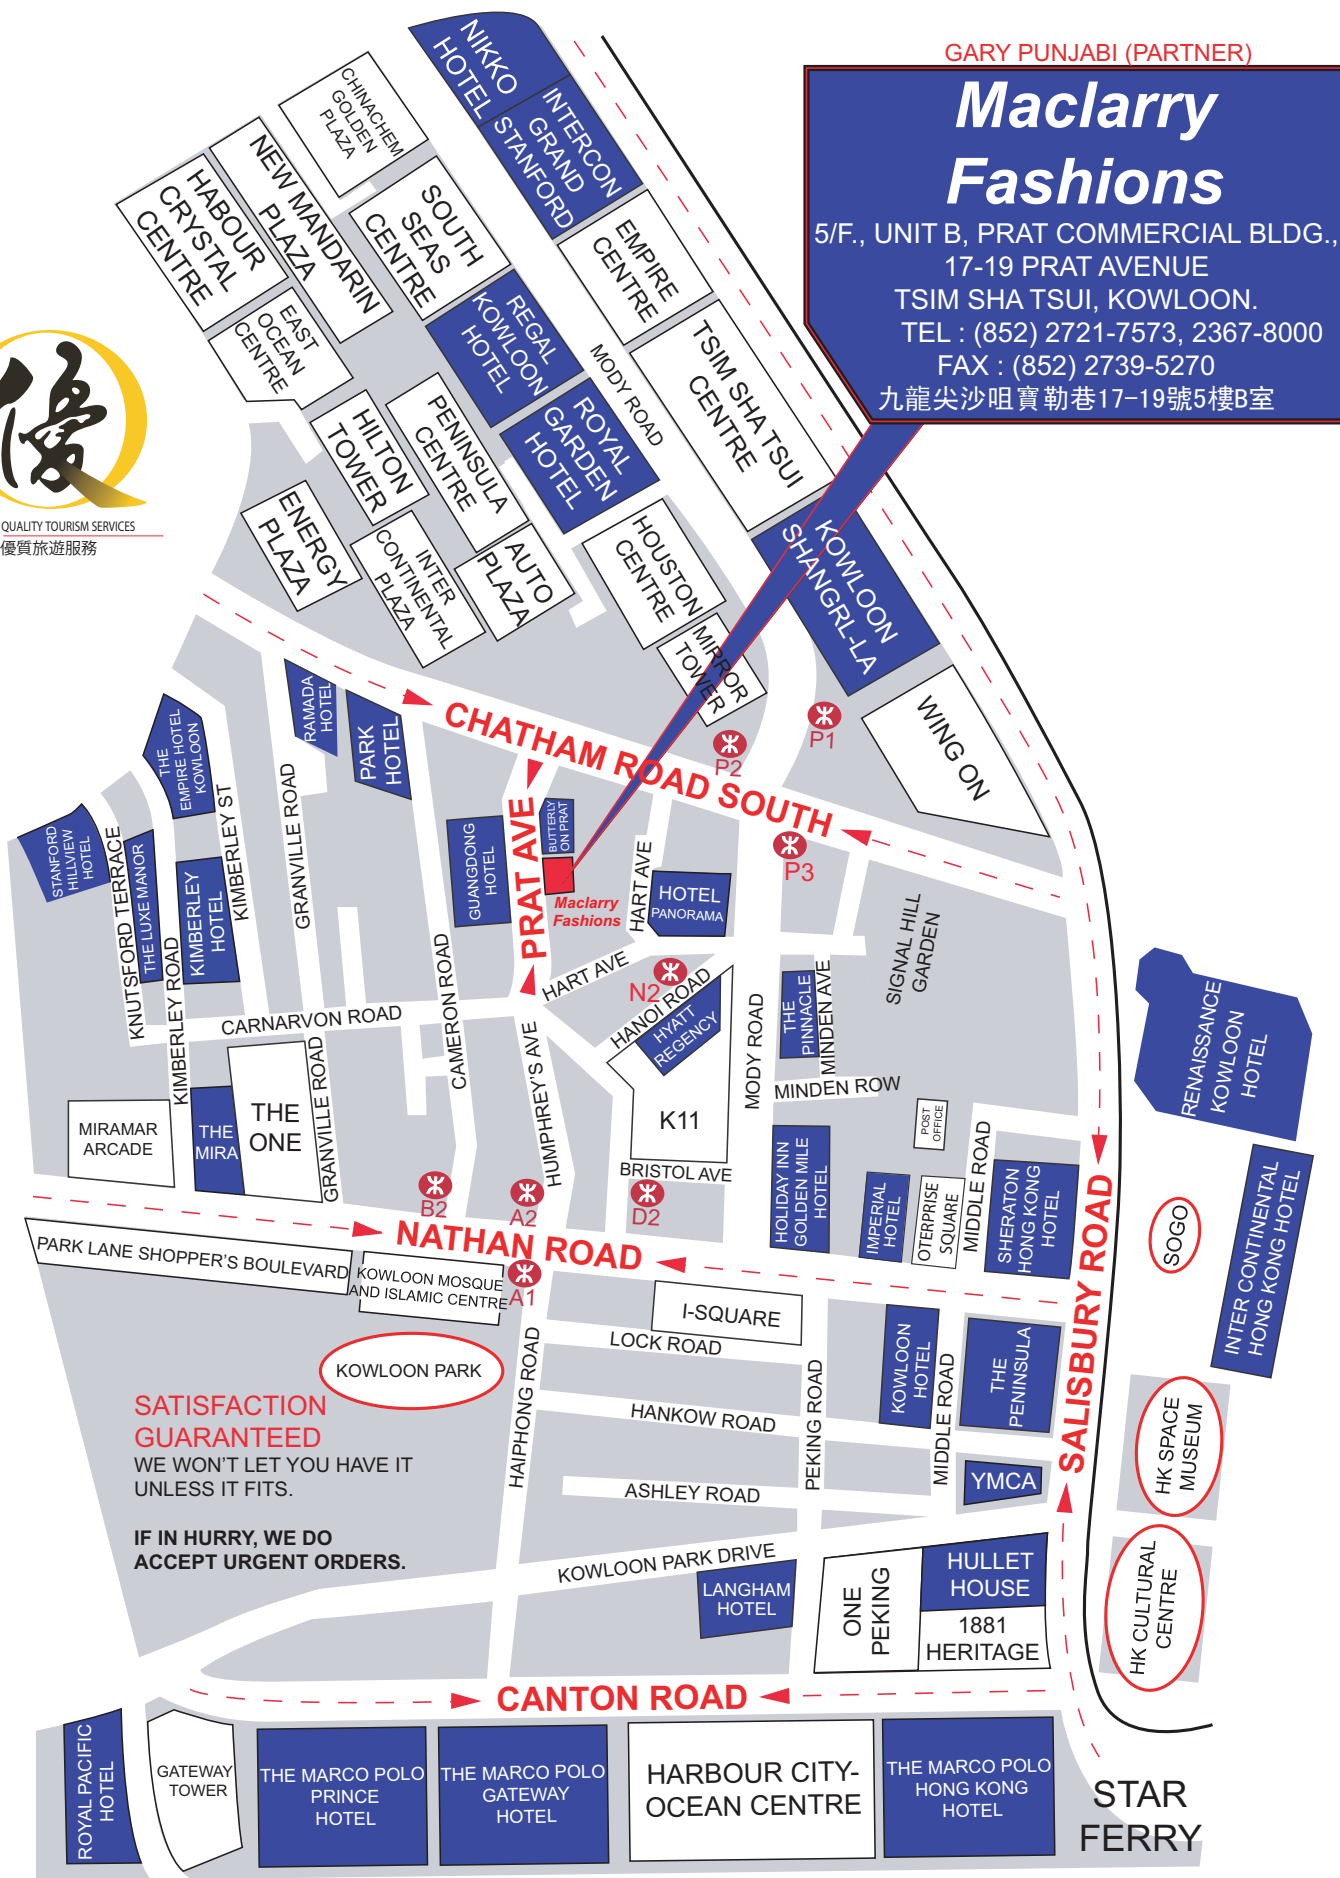 GARY PUNJABI (PARTNER)
Maclarry
Fashions
5/F., UNIT B, PRAT COMMERCIAL BLDG.,
17-19 PRAT AVENUE
TSIM SHA TSUI, KOWLOON.
TEL : (852) 2721-7573, 2367-8000
FAX : (852) 2739-5270
九龍尖沙咀寶勒巷17-19號5樓B室
NIKKO
HOTEL
INTERCON
GRAND
STANFORD
CHINACHEM
GOLDEN
PLAZA
NEW MANDARIN
PLAZA
HABOUR
CRYSTAL
CENTRE
SOUTH
SEAS
CENTRE
EMPIRE
CENTRE
EAST
OCEAN
CENTRE
REGAL
KOWLOON
HOTEL
MODY ROAD
TSIM SHA TSUI
CENTRE
優
QUALITY TOURISM SERVICES
優質旅遊服務
HILTON
TOWER
PENINSULA
CENTRE
ROYAL
GARDEN
HOTEL
ENERGY
PLAZA
INTER
CONTINENTAL
PLAZA
AUTO
PLAZA
HOUSTON
CENTRE
KOWLOON
SHANGRL-LA
MIRROR
TOWER
WING ON
P1
P2
P3
CHATHAM ROAD SOUTH
RAMADA
HOTEL
PARK
HOTEL
THE
EMPIRE HOTEL
KOWLOON
STANFORD
HILLVIEW
HOTEL
KNUTSFORD TERRACE
THE LUXE MANOR
KIMBERLEY ROAD
KIMBERLEY
HOTEL
KIMBERLEY ST
GRANVILLE ROAD
GUANGDONG
HOTEL
PRAT AVE
BUTTERLY
ON PRAT
Maclarry
Fashions
HART AVE
HOTEL
PANORAMA
HART AVE
N2
HANOI ROAD
HYATT
REGENCY
MODY ROAD
THE
PINNACLE
MINDEN AVE
SIGNAL HILL
GARDEN
MINDEN ROW
CARNARVON ROAD
CAMERON ROAD
HUMPHREY'S AVE
K11
BRISTOL AVE
RENAISSANCE
KOWLOON
HOTEL
MIRAMAR
ARCADE
THE
MIRA
THE
ONE
GRANVILLE ROAD
B2
A2
D2
HOLIDAY INN
GOLDEN MILE
HOTEL
IMPERIAL
HOTEL
POST
OFFICE
OTERPRISE
SQUARE
MIDDLE ROAD
SHERATON
HONG KONG
HOTEL
SOGO
INTER CONTINENTAL
HONG KONG HOTEL
SALISBURY ROAD
NATHAN ROAD
PARK LANE SHOPPER'S BOULEVARD
KOWLOON MOSQUE
AND ISLAMIC CENTRE
A1
I-SQUARE
LOCK ROAD
KOWLOON PARK
HAIPHONG ROAD
HANKOW ROAD
PEKING ROAD
KOWLOON
HOTEL
MIDDLE ROAD
THE
PENINSULA
HK SPACE
MUSEUM
SATISFACTION
GUARANTEED
WE WON'T LET YOU HAVE IT
UNLESS IT FITS.
IF IN HURRY, WE DO
ACCEPT URGENT ORDERS.
ASHLEY ROAD
YMCA
KOWLOON PARK DRIVE
LANGHAM
HOTEL
ONE
PEKING
HULLET
HOUSE
1881
HERITAGE
HK CULTURAL
CENTRE
CANTON ROAD
ROYAL PACIFIC
HOTEL
GATEWAY
TOWER
THE MARCO POLO
PRINCE
HOTEL
THE MARCO POLO
GATEWAY
HOTEL
HARBOUR CITY-
OCEAN CENTRE
THE MARCO POLO
HONG KONG
HOTEL
STAR
FERRY